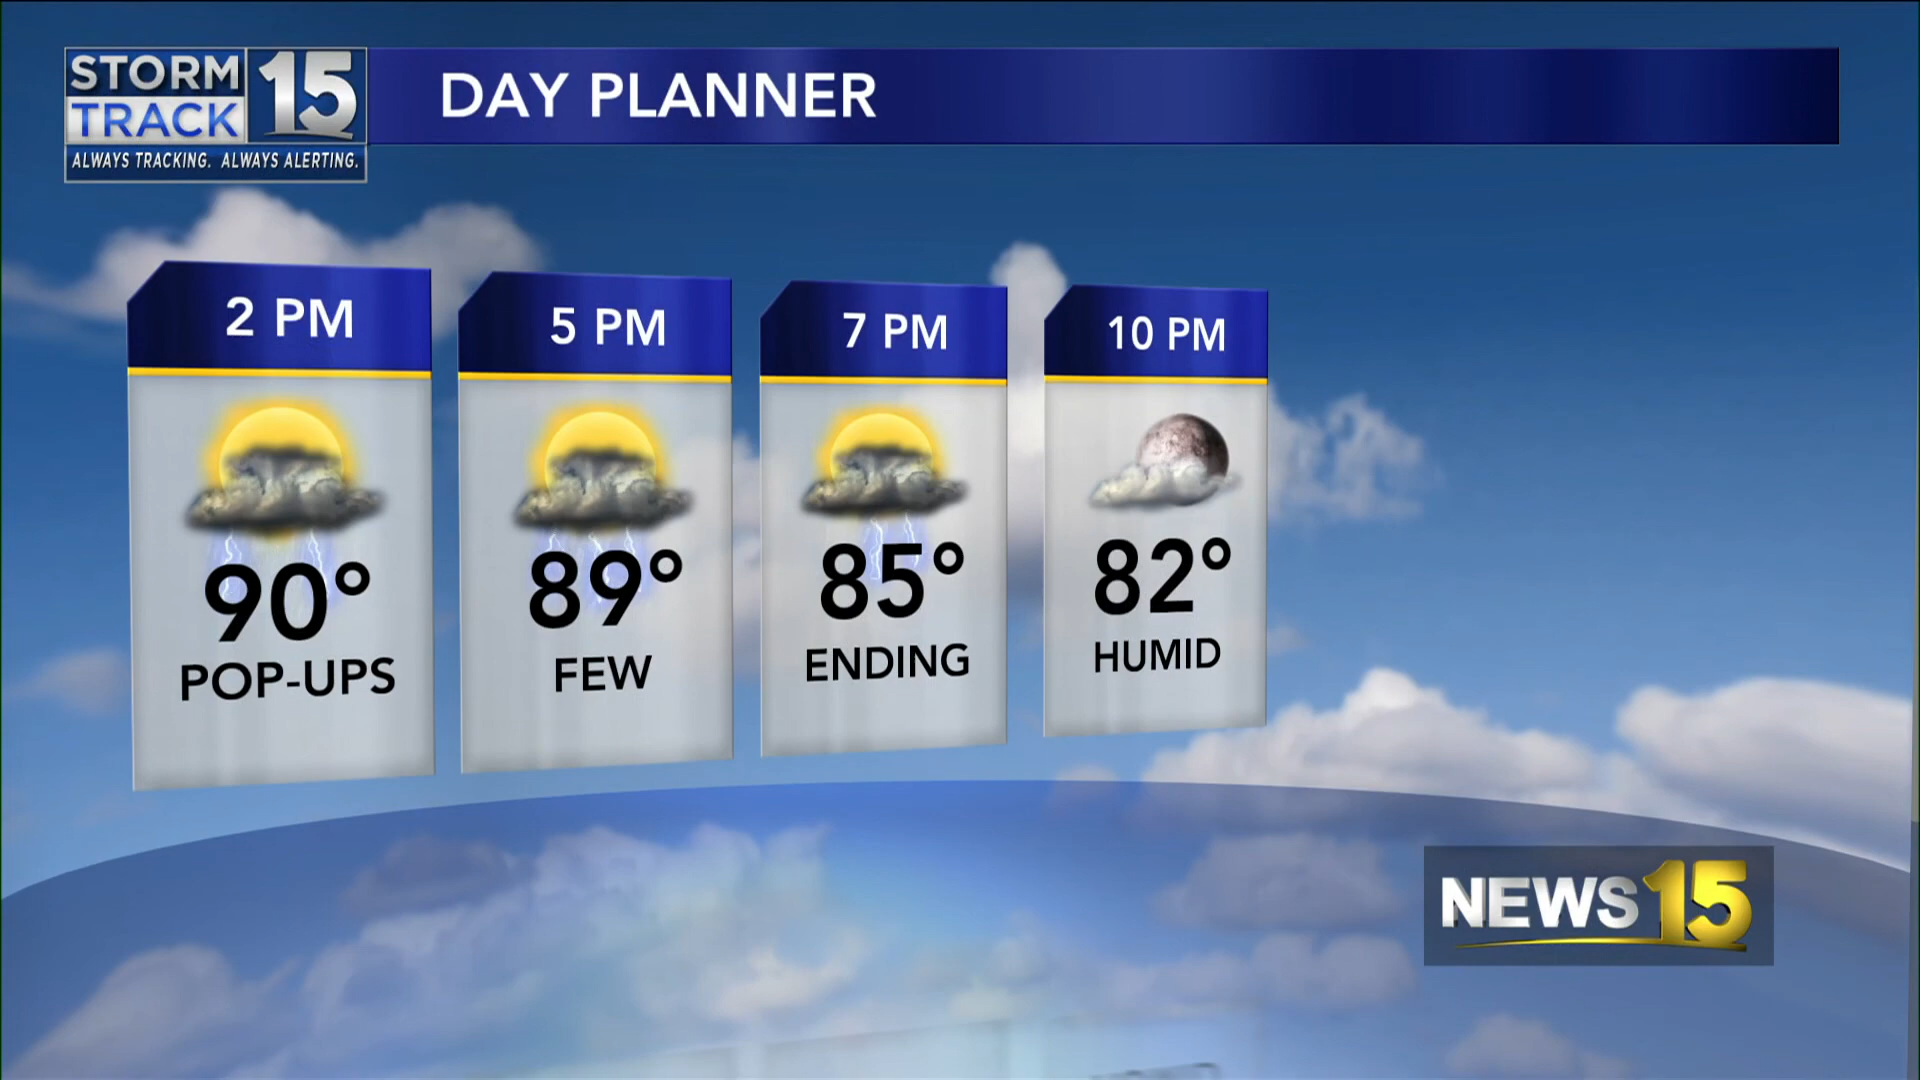 STORM
TRACK
15
ALWAYS TRACKING. ALWAYS ALERTING.
DAY PLANNER
2 PM
90°
POP-UPS
5 PM
89°
FEW
7 PM
85°
ENDING
10 PM
82°
HUMID
NEWS 15